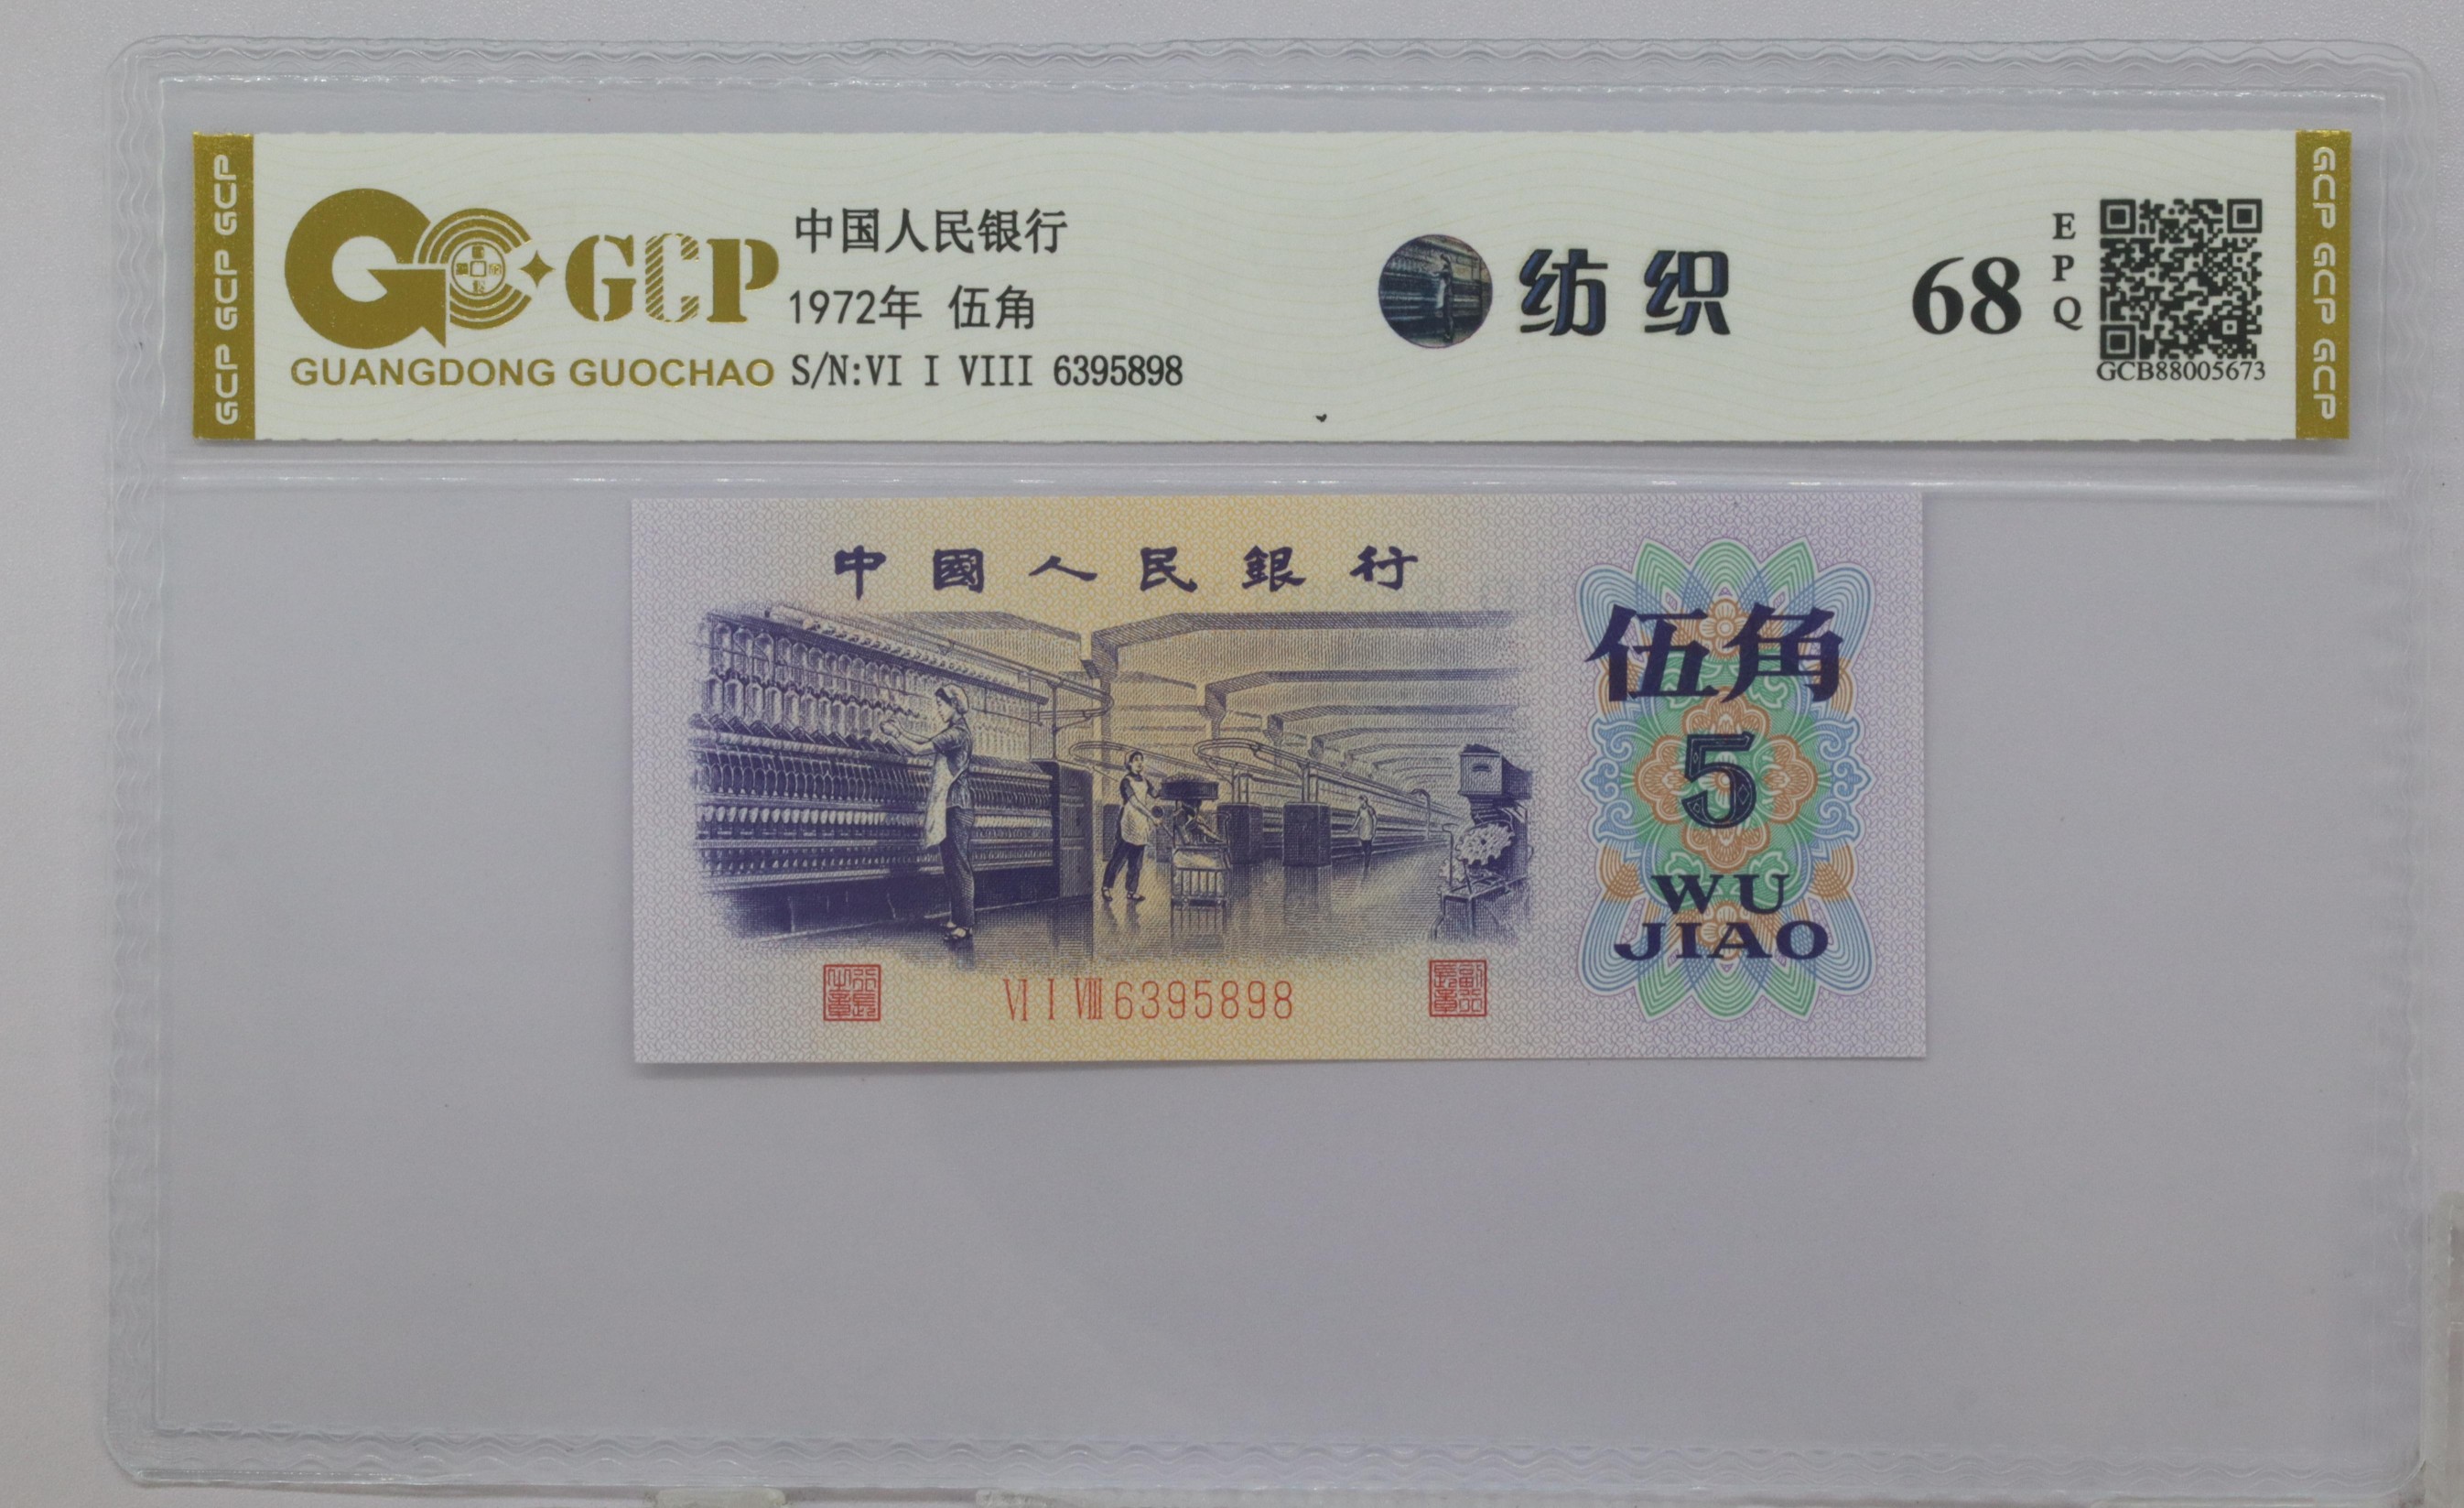 GCP GCP GCP
GCP
GUANGDONG GUOCHAO
中国人民银行
1972年 伍角
S/N:VI I VIII 6395898
纺织
68
E
P
Q
GCB88005673
GCP GCP GCP
中國人民銀行
伍角
5
WU
JIAO
VI I VIII 6395898